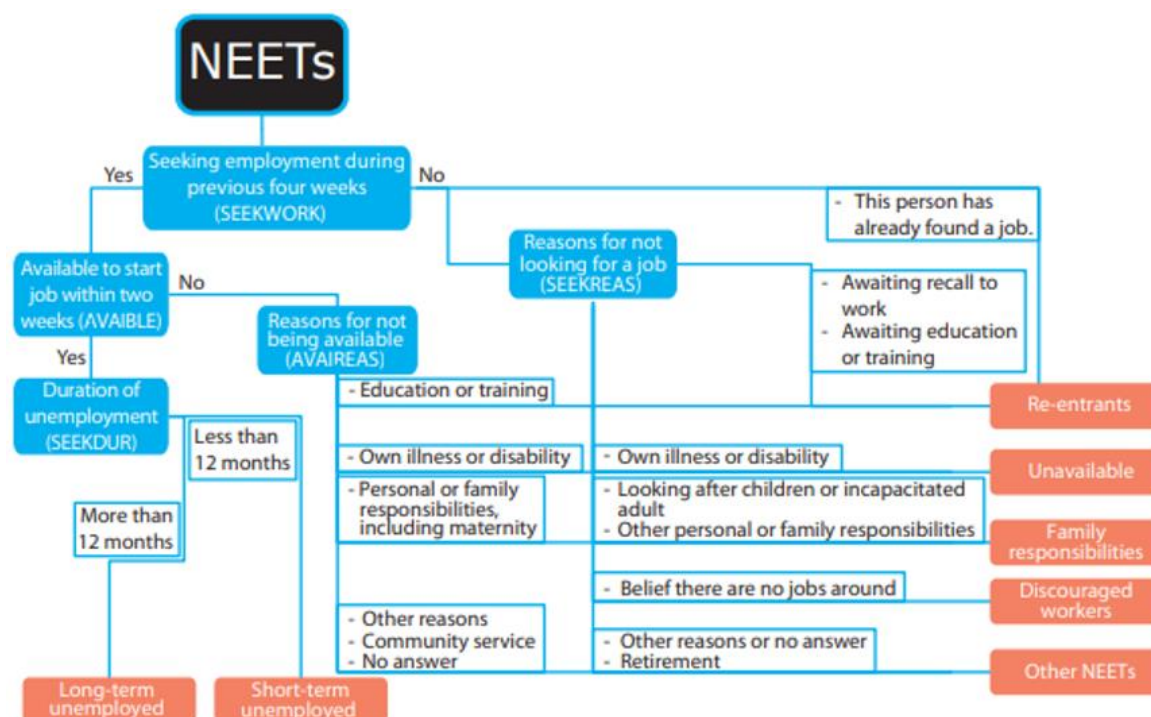 NEETs
Seeking employment during
previous four weeks
(SEEKWORK)
Yes
No
- This person has
already found a job.
Reasons for not
looking for a job
(SEEKREAS)
Available to start
job within two
weeks (AVAIBLE)
No
- Awaiting recall to
work
- Awaiting education
or training
Reasons for not
being available
(AVAIREAS)
Yes
Duration of
unemployment
(SEEKDUR)
- Education or training
Re-entrants
Less than
12 months
- Own illness or disability
- Own illness or disability
Unavailable
- Personal or family
responsibilities,
including maternity
- Looking after children or incapacitated
adult
- Other personal or family responsibilities
Family
responsibilities
More than
12 months
- Belief there are no jobs around
Discouraged
workers
- Other reasons
- Community service
- No answer
- Other reasons or no answer
- Retirement
Other NEETs
Long-term
unemployed
Short-term
unemployed